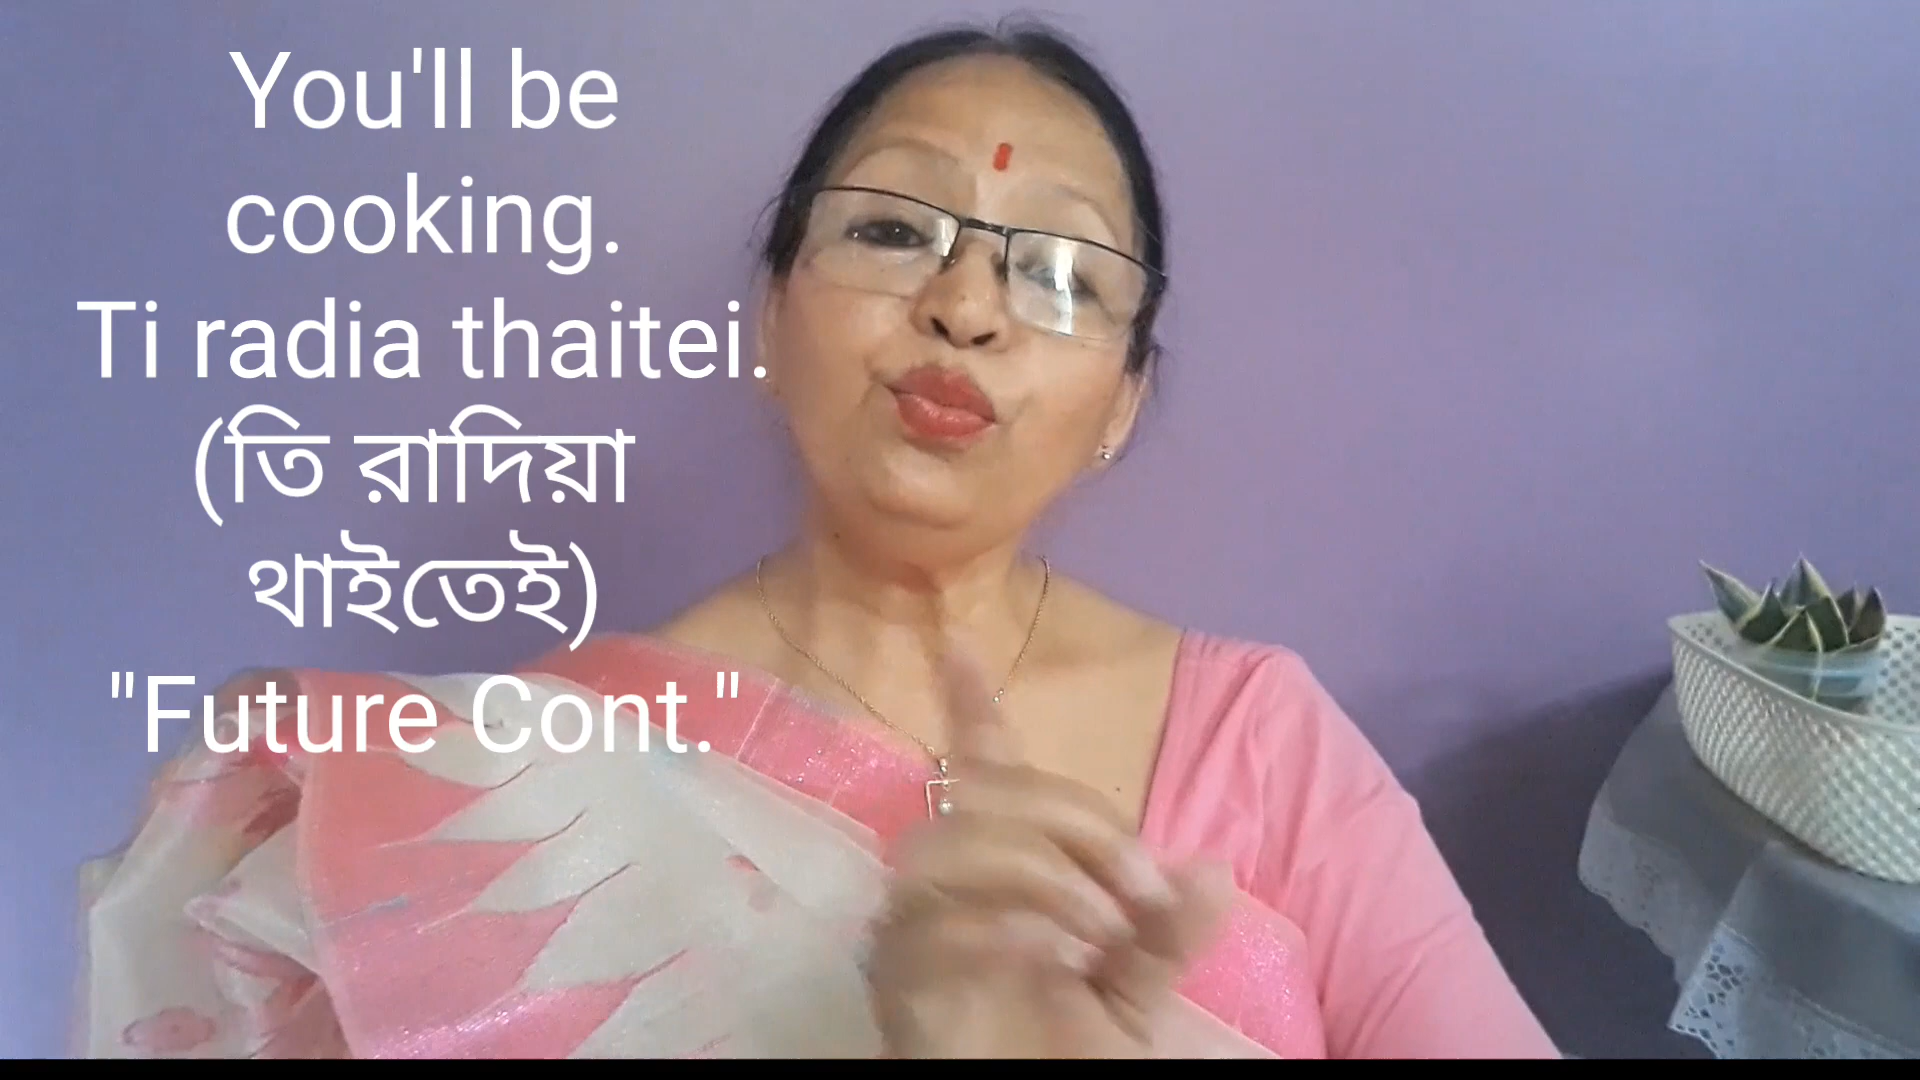 You'll be
cooking.
Ti radia thaitei.
(তি রাদিয়া
থাইতেই)
"Future Cont."